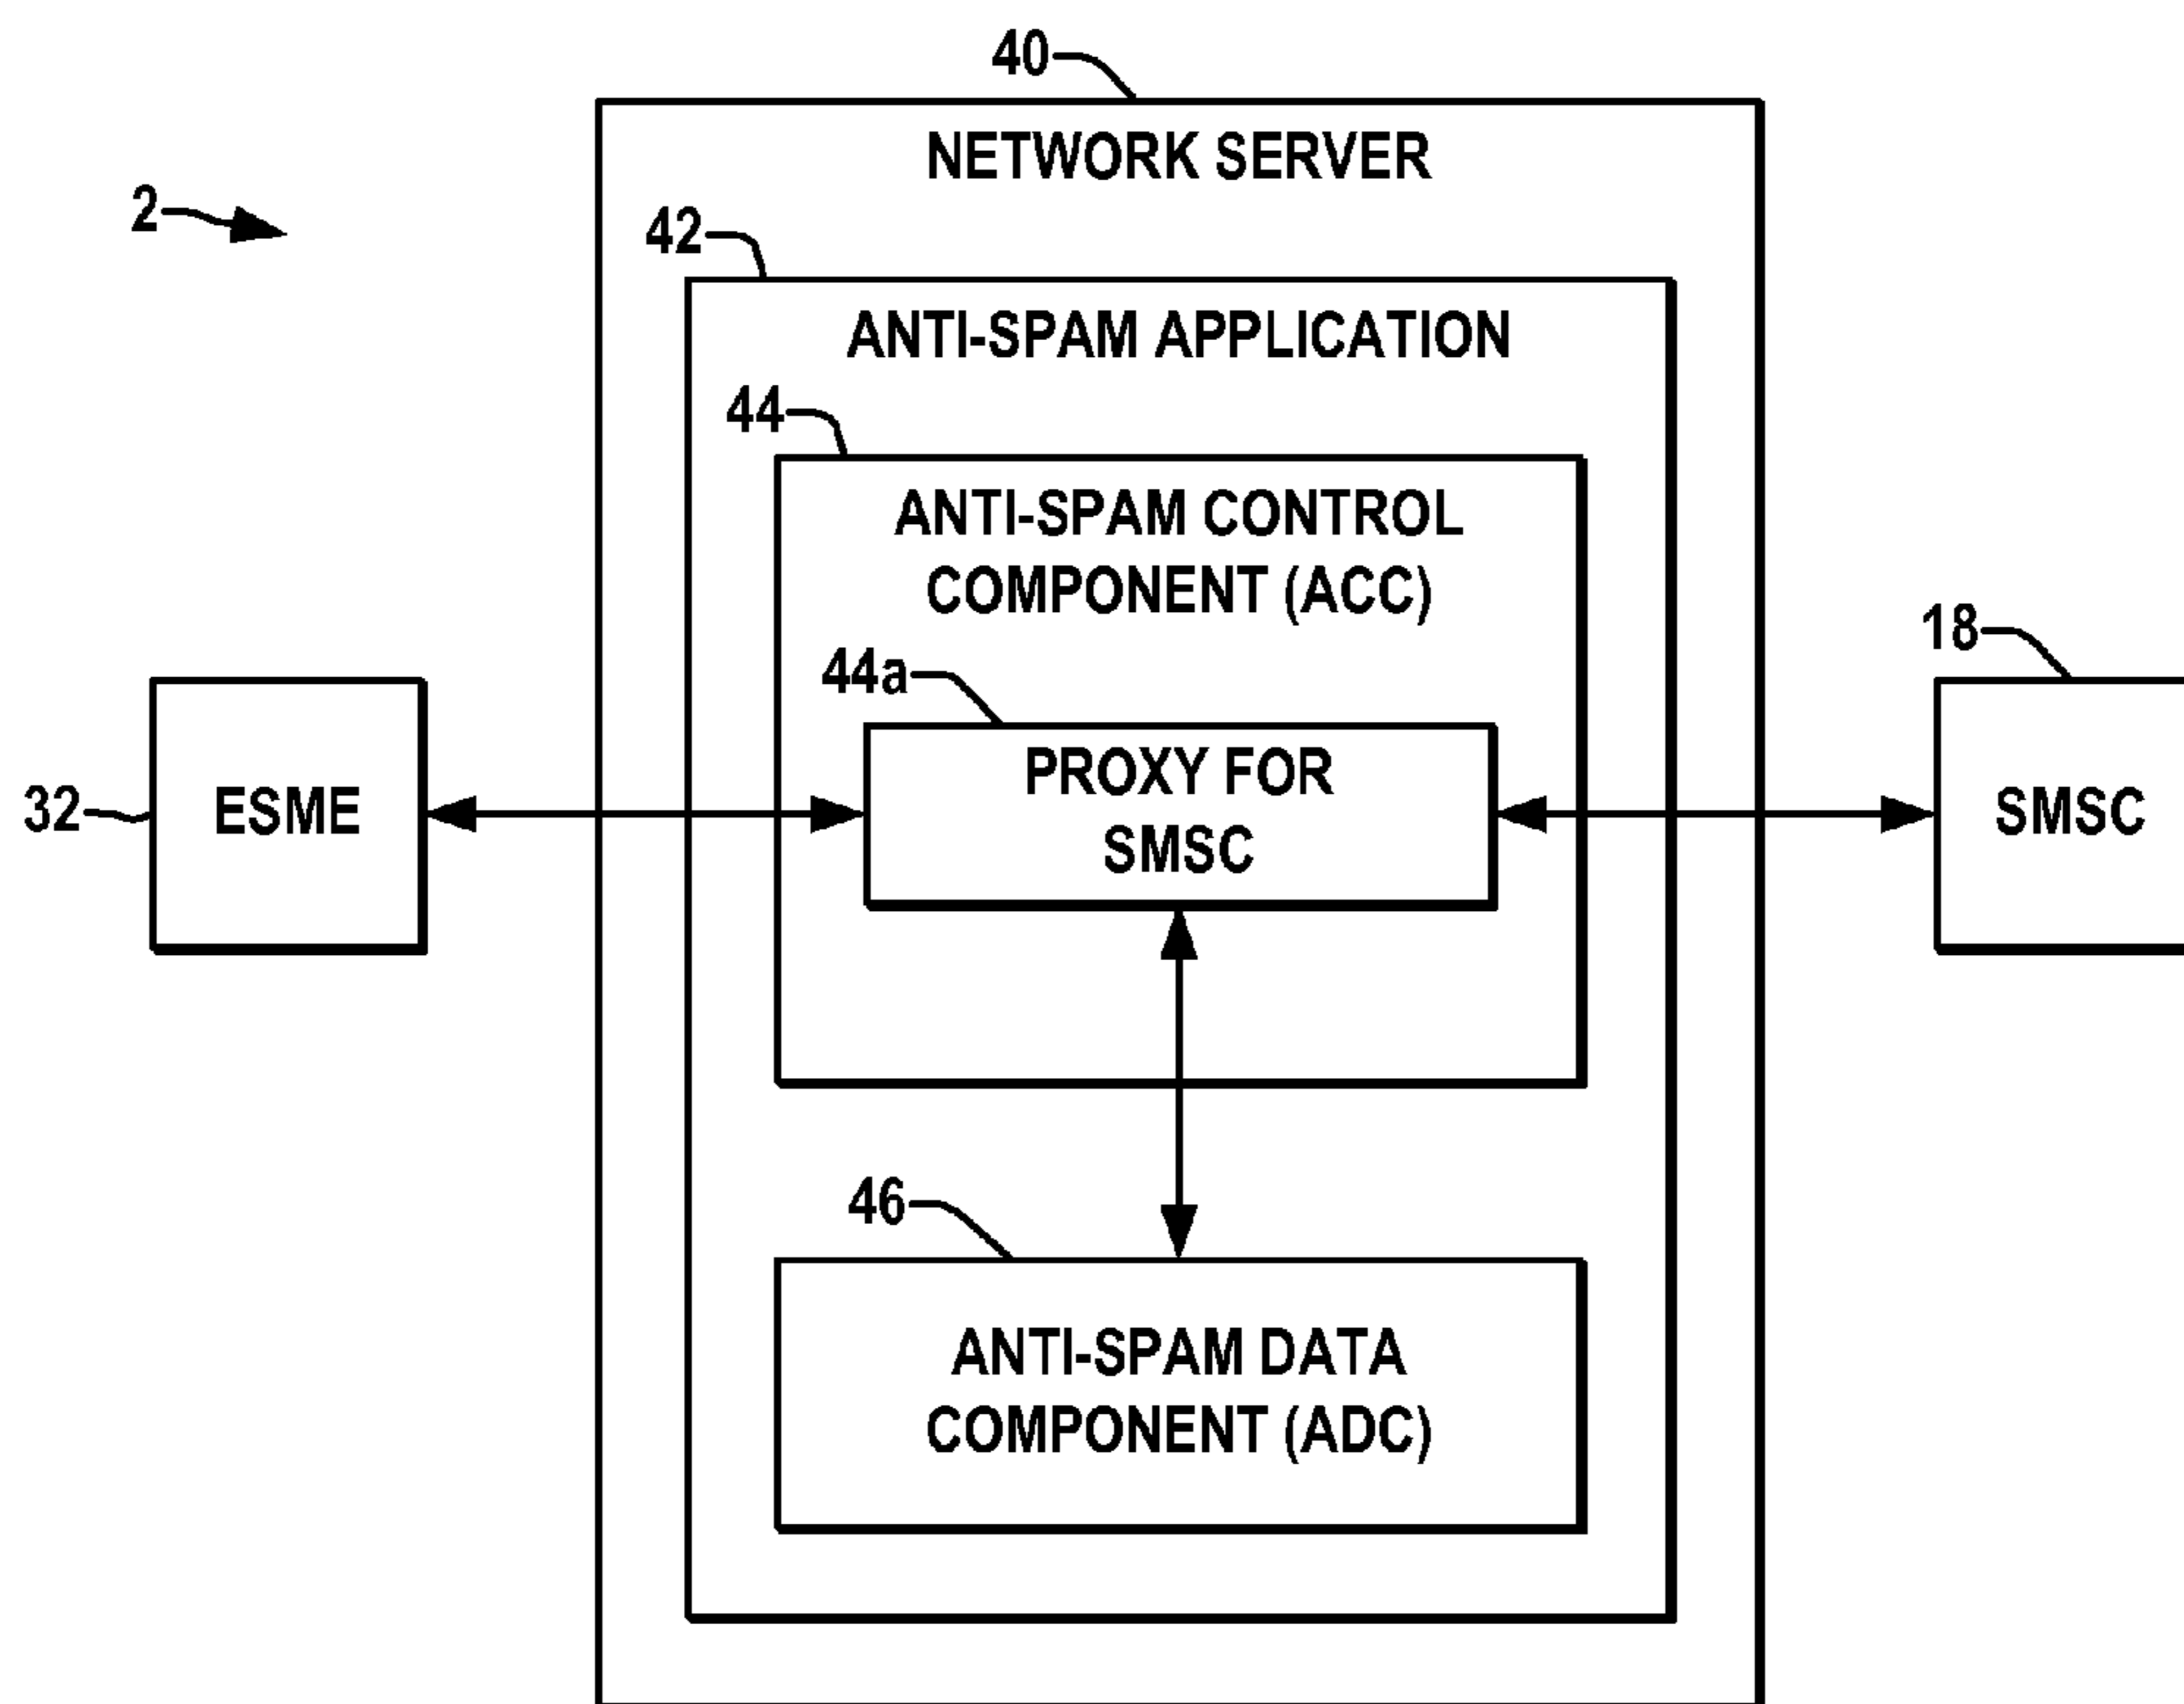 40
NETWORK SERVER
2
42
ANTI-SPAM APPLICATION
44
ANTI-SPAM CONTROL
COMPONENT (ACC)
18
44a
PROXY FOR
SMSC
32
ESME
SMSC
46
ANTI-SPAM DATA
COMPONENT (ADC)